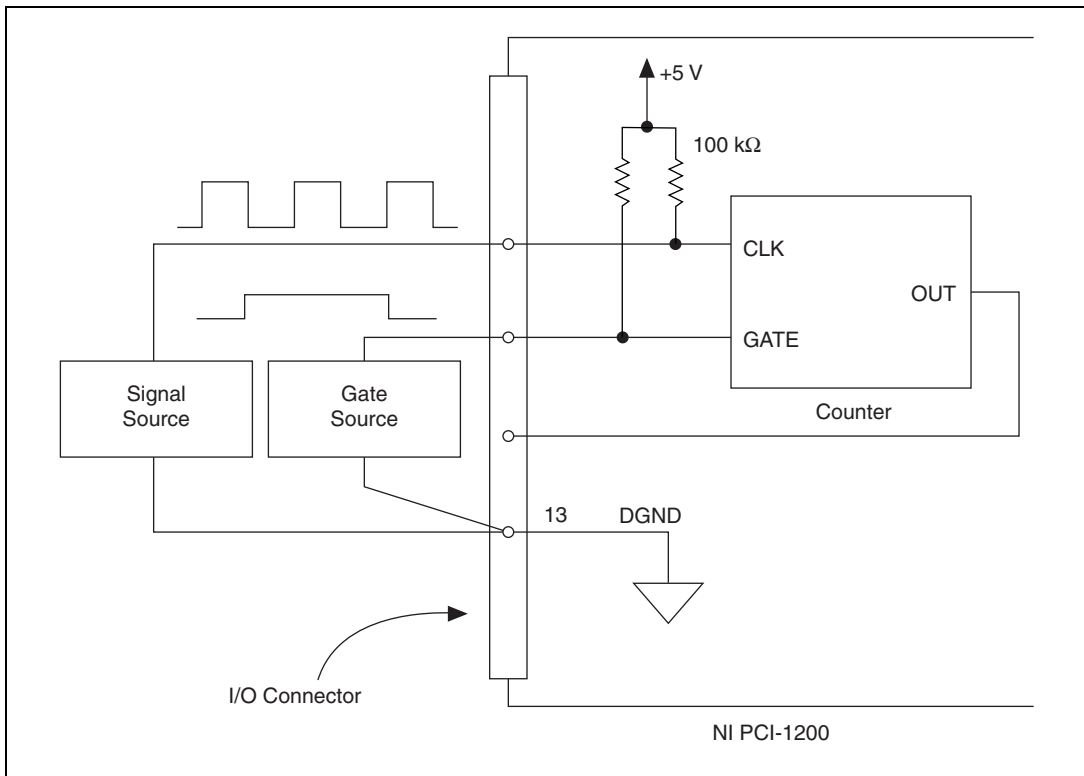 +5 V
100 kΩ
CLK
OUT
GATE
Signal
Source
Gate
Source
Counter
13
DGND
I/O Connector
NI PCI-1200